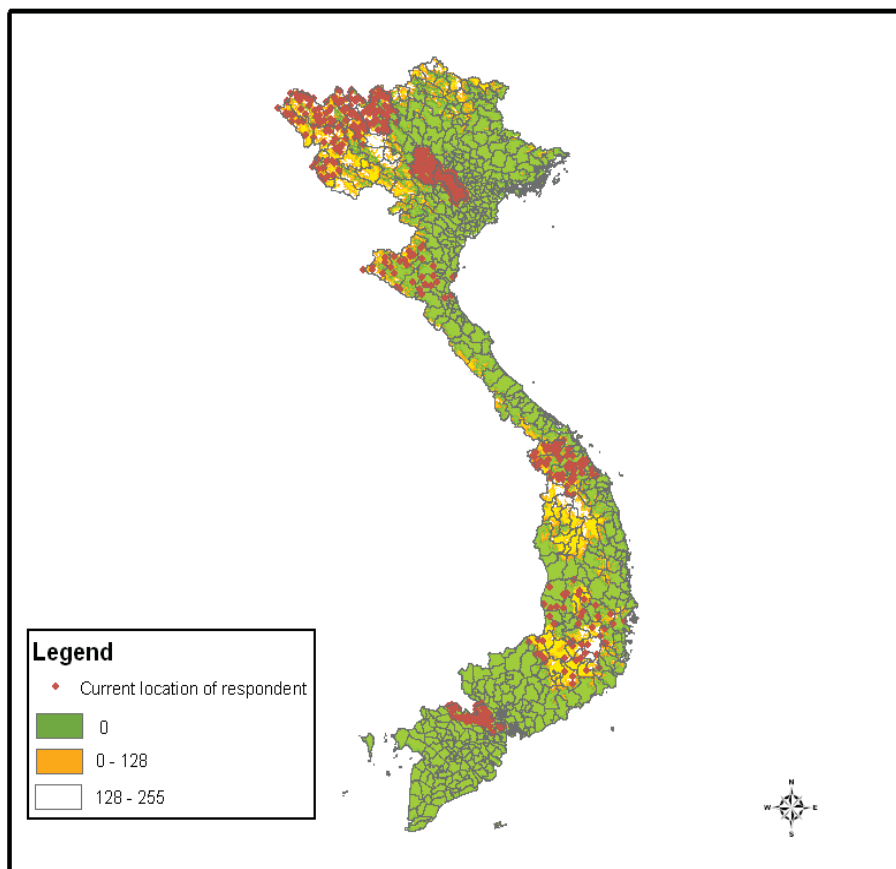 Legend
Current location of respondent
0
0 - 128
128 - 255
N
W E
S